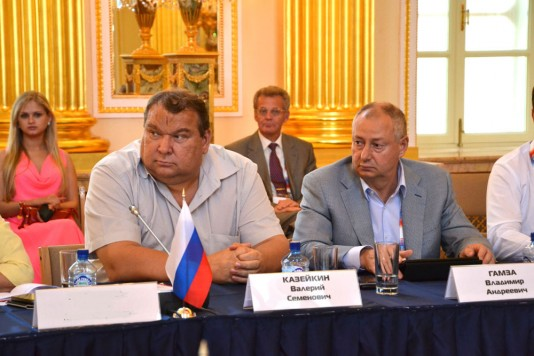 КАЗЕЙКИН
Валерий
Семенович
ГАМЗА
Владимир
Андреевич